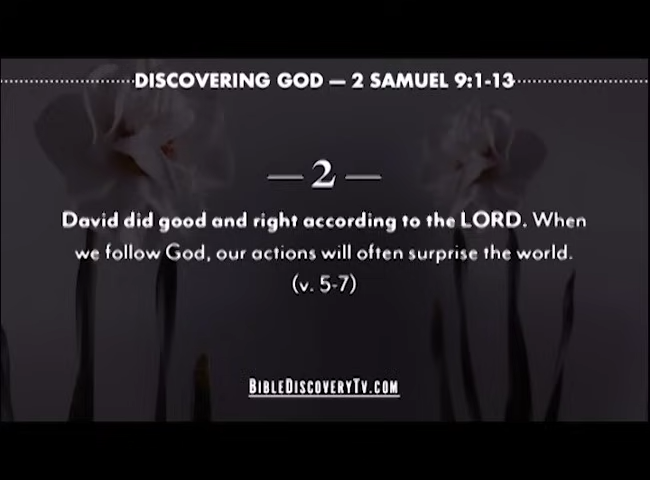 DISCOVERING GOD — 2 SAMUEL 9:1-13
— 2 —
David did good and right according to the LORD. When
we follow God, our actions will often surprise the world.
(v. 5-7)
BIBLEDISCOVERYTV.COM